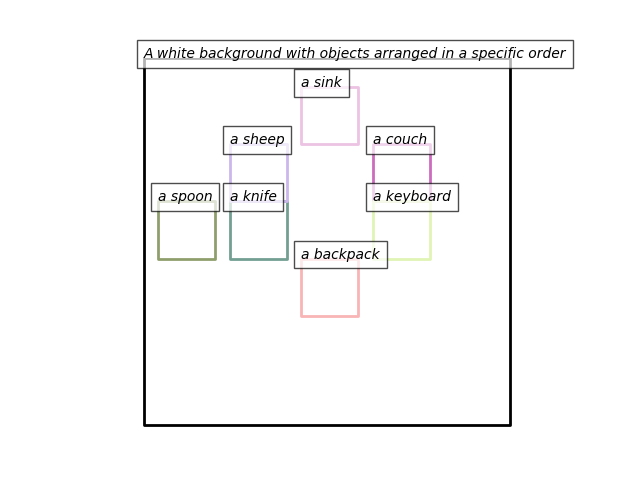 A white background with objects arranged in a specific order
a sink
a sheep
a couch
a spoon
a knife
a keyboard
a backpack